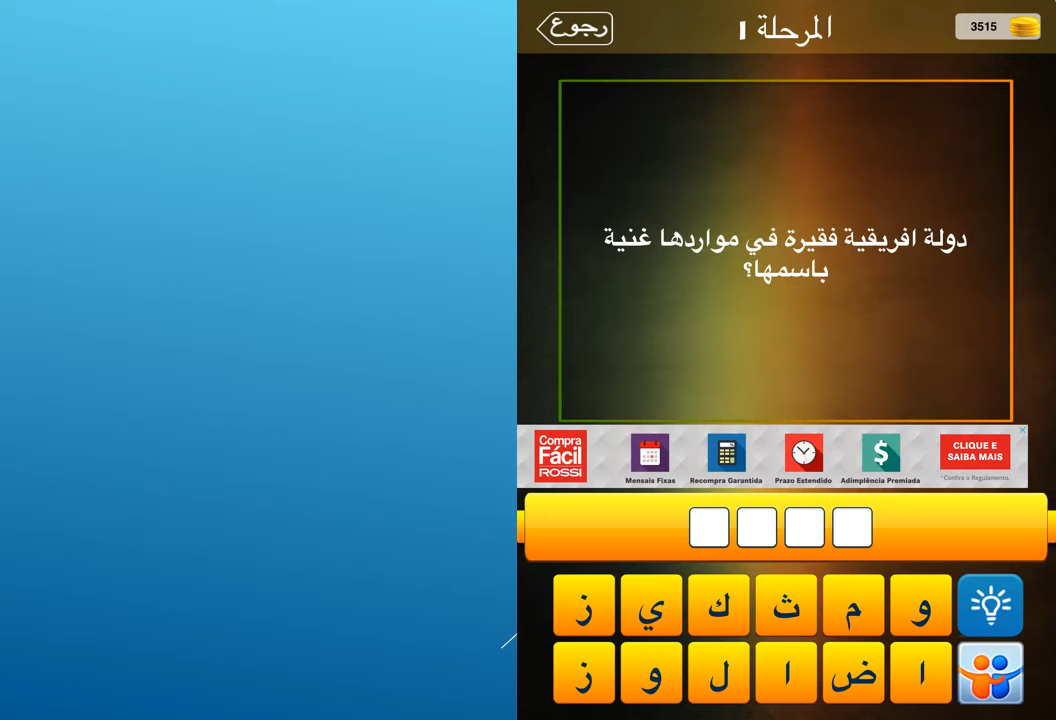 رجوع
المرحلة 1
3515
دولة افريقية فقيرة في مواردها غنية
باسمها؟
Compra
Fácil
ROSSI
Mensais Fixas
Recompra Garantida
Prazo Estendido
Adimplência Premiada
CLIQUE E
SAIBA MAIS
*Confira o Regulamento.
و م ث ك ي ز
ا ض ا ل و ز